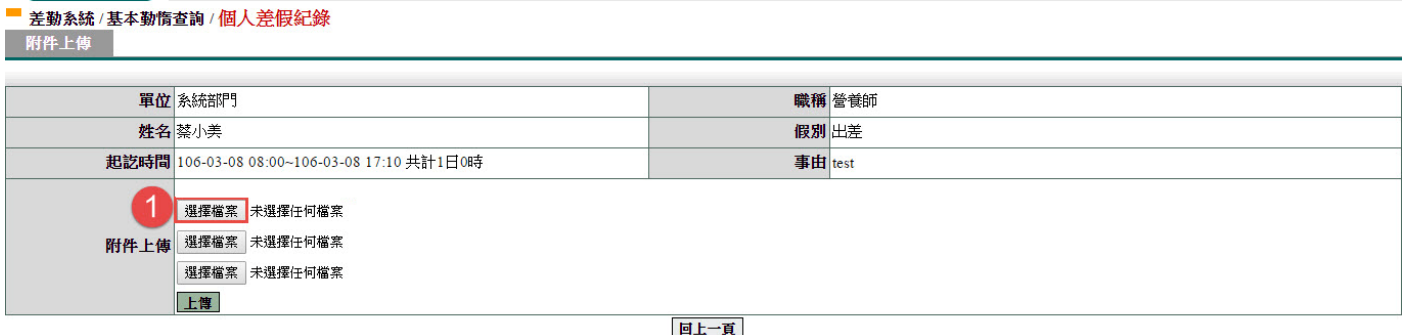 差勤系統 / 基本勤惰查詢 / 個人差假紀錄
附件上傳
單位 系統部門 職稱 營養師
姓名 蔡小美 假別 出差
起訖時間 106-03-08 08:00~106-03-08 17:10 共計1日0時 事由 test
1 選擇檔案 未選擇任何檔案
附件上傳 選擇檔案 未選擇任何檔案
選擇檔案 未選擇任何檔案
上傳
回上一頁